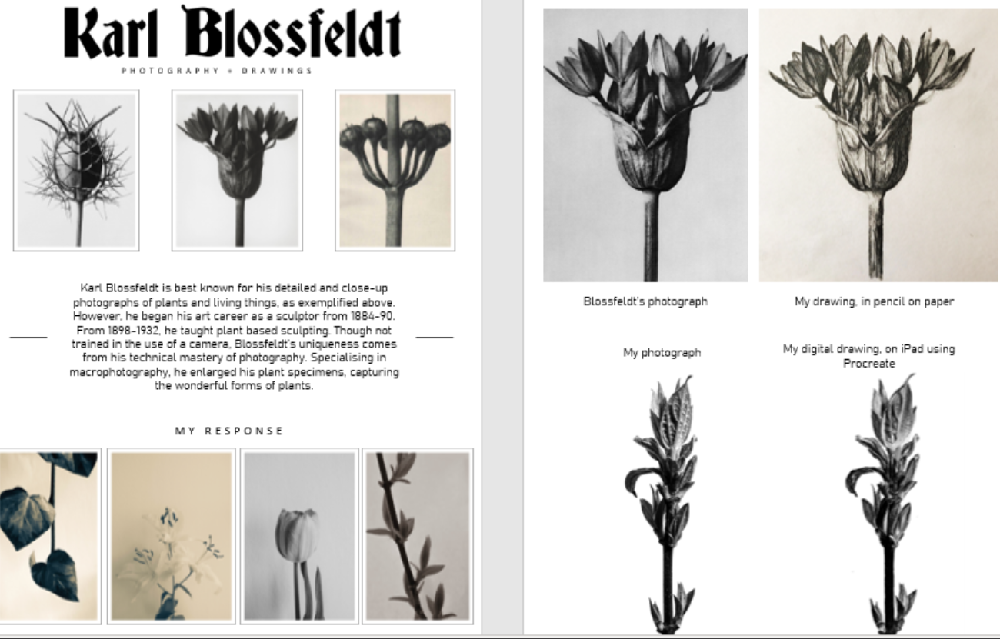 Karl Blossfeldt
PHOTOGRAPHY + DRAWINGS
Karl Blossfeldt is best known for his detailed and close-up
photographs of plants and living things, as exemplified above.
However, he began his art career as a sculptor from 1884-90.
From 1898-1932, he taught plant based sculpting. Though not
trained in the use of a camera, Blossfeldt's uniqueness comes
from his technical mastery of photography. Specialising in
macrophotography, he enlarged his plant specimens, capturing
the wonderful forms of plants.
MY RESPONSE
Blossfeldt's photograph
My drawing, in pencil on paper
My photograph
My digital drawing, on iPad using
Procreate